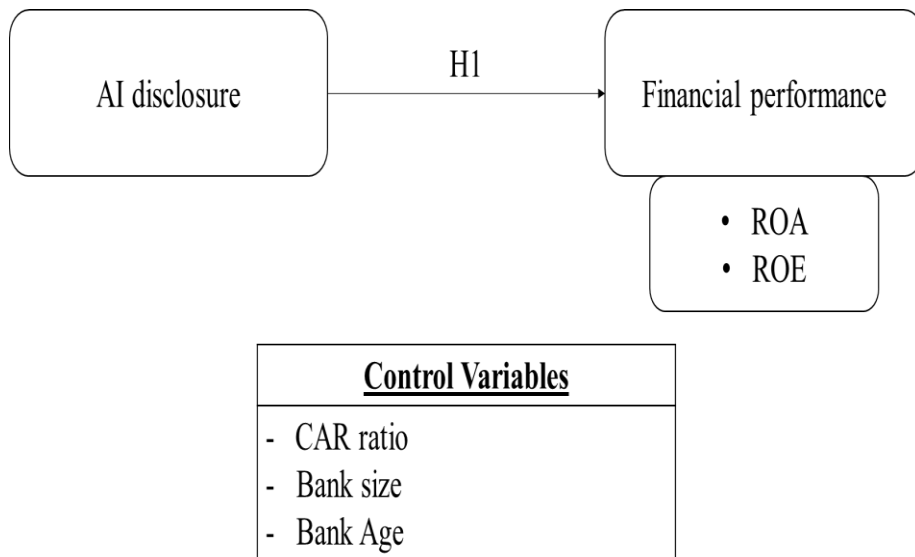 AI disclosure
H1
Financial performance
• ROA
• ROE
Control Variables
- CAR ratio
- Bank size
- Bank Age